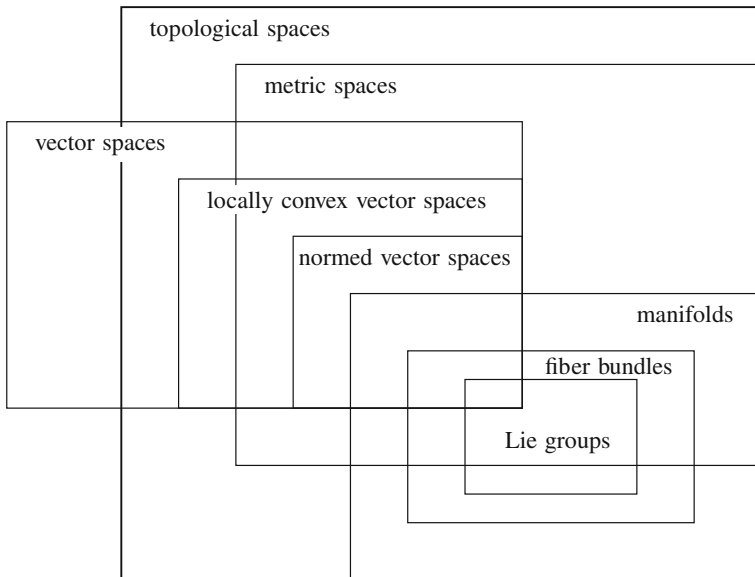 topological spaces
metric spaces
vector spaces
locally convex vector spaces
normed vector spaces
manifolds
fiber bundles
Lie groups